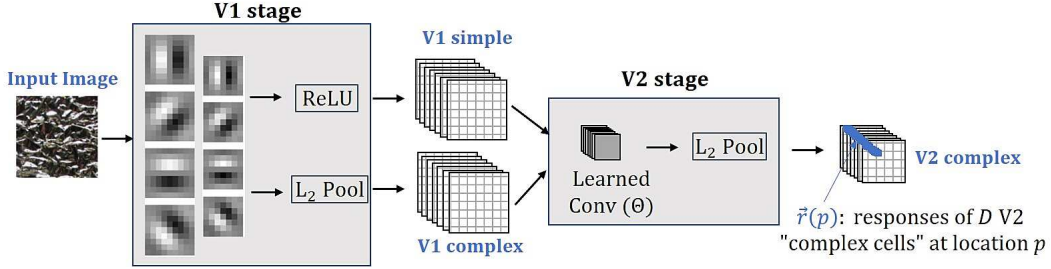 V1 stage
Input Image
ReLU
L₂ Pool
V1 simple
V1 complex
V2 stage
Learned
Conv (Θ)
L₂ Pool
V2 complex
r⃗(p): responses of D V2
"complex cells" at location p